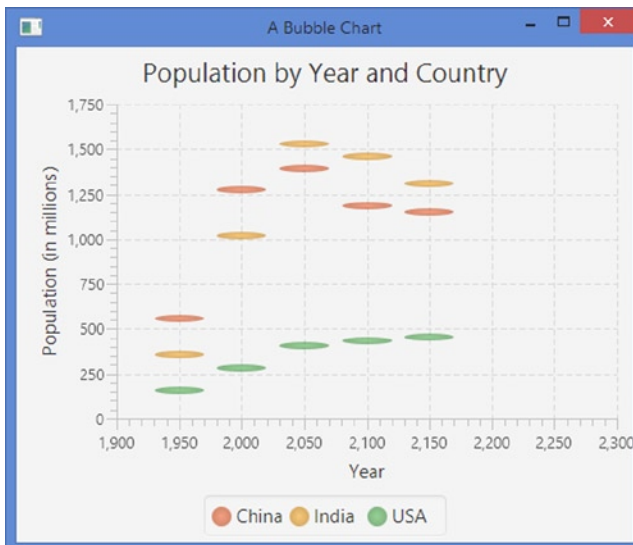 A Bubble Chart
Population by Year and Country
Population (in millions)
1,750
1,500
1,250
1,000
750
500
250
0
1,900 1,950 2,000 2,050 2,100 2,150 2,200 2,250 2,300
Year
China India USA